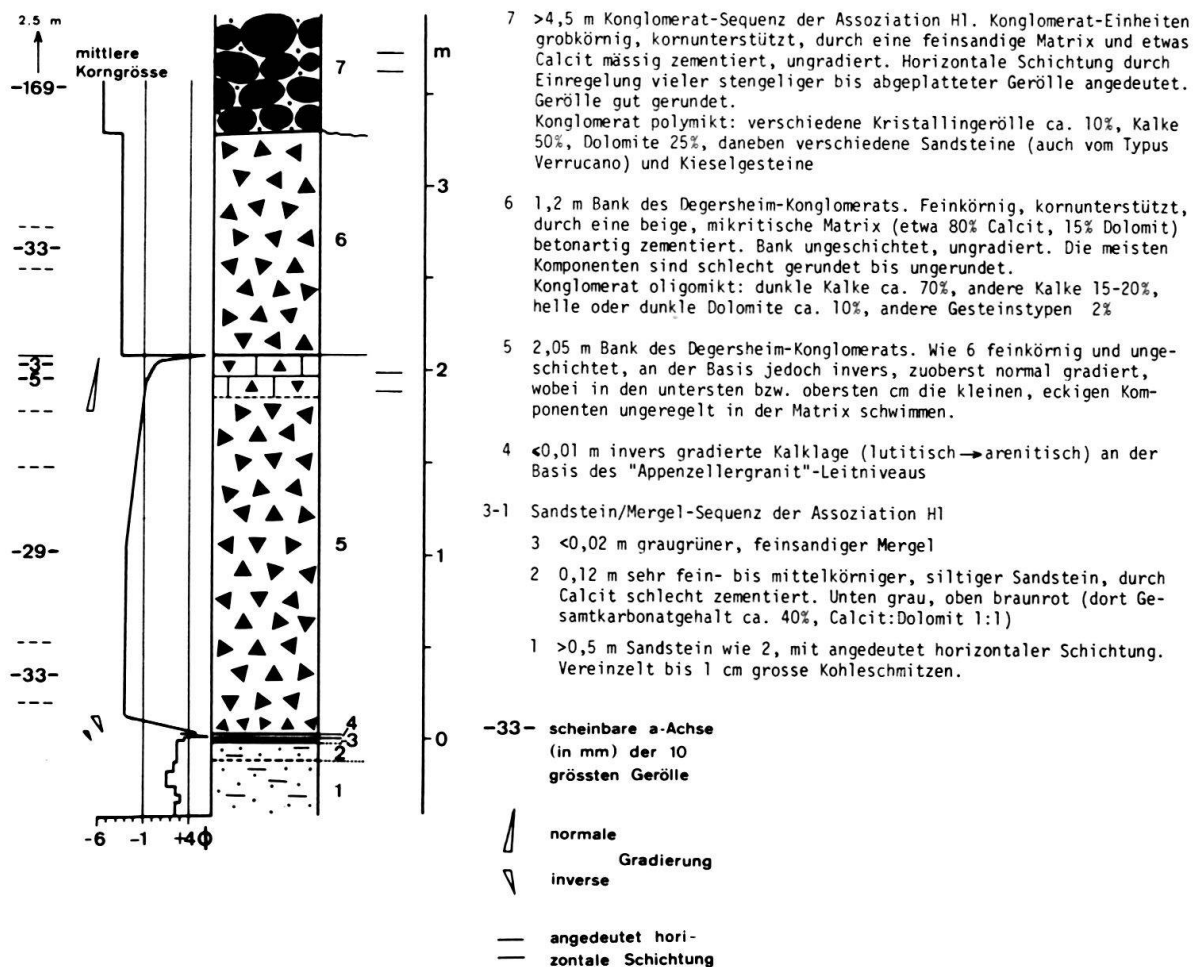 2.5 m
mittlere
Korngrösse
-169-
-33-
-3-
-5-
-29-
-33-
-6 -1 +4 ϕ
7
6
5
4
3
2
1
m
3
2
1
0
7 >4,5 m Konglomerat-Sequenz der Assoziation H1. Konglomerat-Einheiten
grobkörnig, kornunterstützt, durch eine feinsandige Matrix und etwas
Calcit mässig zementiert, ungradiert. Horizontale Schichtung durch
Einregelung vieler stengeliger bis abgeplatteter Gerölle angedeutet.
Gerölle gut gerundet.
Konglomerat polymikt: verschiedene Kristallingerölle ca. 10%, Kalke
50%, Dolomite 25%, daneben verschiedene Sandsteine (auch vom Typus
Verrucano) und Kieselgesteine
6 1,2 m Bank des Degersheim-Konglomerats. Feinkörnig, kornunterstützt,
durch eine beige, mikritische Matrix (etwa 80% Calcit, 15% Dolomit)
betonartig zementiert. Bank ungeschichtet, ungradiert. Die meisten
Komponenten sind schlecht gerundet bis ungerundet.
Konglomerat oligomikt: dunkle Kalke ca. 70%, andere Kalke 15-20%,
helle oder dunkle Dolomite ca. 10%, andere Gesteinstypen 2%
5 2,05 m Bank des Degersheim-Konglomerats. Wie 6 feinkörnig und unge-
schichtet, an der Basis jedoch invers, zuoberst normal gradiert,
wobei in den untersten bzw. obersten cm die kleinen, eckigen Kom-
ponenten ungeregelt in der Matrix schwimmen.
4 <0,01 m invers gradierte Kalklage (lutitisch→arenitisch) an der
Basis des "Appenzellergranit"-Leitniveaus
3-1 Sandstein/Mergel-Sequenz der Assoziation H1
3 <0,02 m graugrüner, feinsandiger Mergel
2 0,12 m sehr fein- bis mittelkörniger, siltiger Sandstein, durch
Calcit schlecht zementiert. Unten grau, oben braunrot (dort Ge-
samtkarbonatgehalt ca. 40%, Calcit:Dolomit 1:1)
1 >0,5 m Sandstein wie 2, mit angedeutet horizontaler Schichtung.
Vereinzelt bis 1 cm grosse Kohleschmitzen.
-33- scheinbare a-Achse
(in mm) der 10
grössten Gerölle
normale
Gradierung
inverse
angedeutet hori-
zontale Schichtung